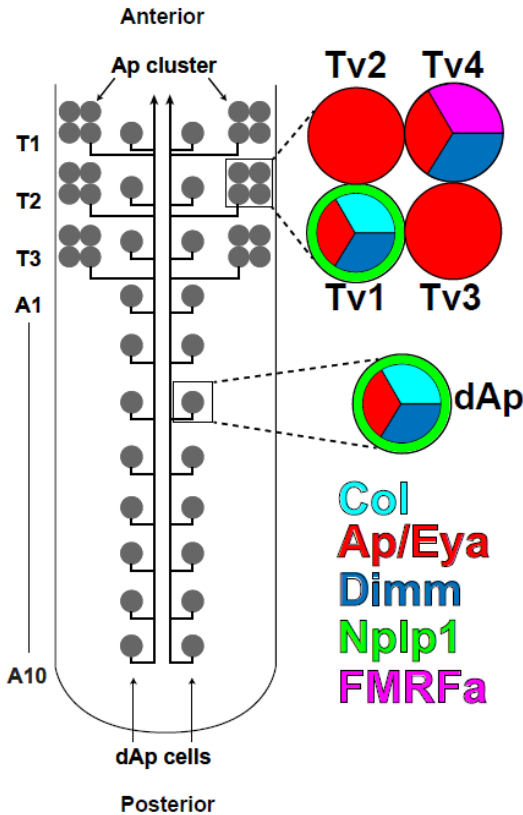 Anterior
Ap cluster
Tv2
Tv4
T1
T2
T3
A1
Tv1
Tv3
dAp
Col
Ap/Eya
Dimm
Nplp1
FMRFa
A10
dAp cells
Posterior